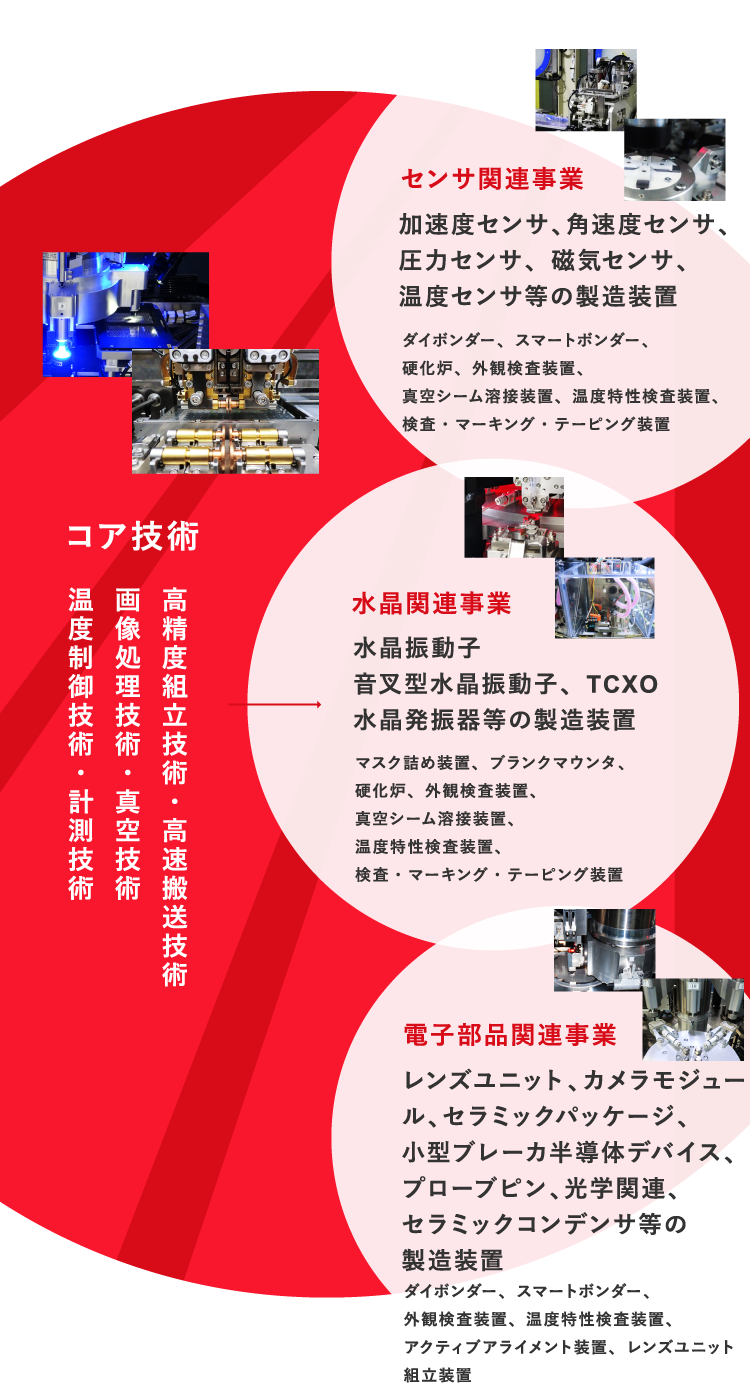 センサ関連事業
加速度センサ、角速度センサ、
圧力センサ、磁気センサ、
温度センサ等の製造装置
ダイボンダー、スマートボンダー、
硬化炉、外観検査装置、
真空シーム溶接装置、温度特性検査装置、
検査・マーキング・テーピング装置
コア技術
高精度組立技術・高速搬送技術
画像処理技術・真空技術
温度制御技術・計測技術
水晶関連事業
水晶振動子
音叉型水晶振動子、TCXO
水晶発振器等の製造装置
マスク詰め装置、ブランクマウンタ、
硬化炉、外観検査装置、
真空シーム溶接装置、
温度特性検査装置、
検査・マーキング・テーピング装置
電子部品関連事業
レンズユニット、カメラモジュー
ル、セラミックパッケージ、
小型ブレーカ半導体デバイス、
プローブピン、光学関連、
セラミックコンデンサ等の
製造装置
ダイボンダー、スマートボンダー、
外観検査装置、温度特性検査装置、
アクティブアライメント装置、レンズユニット
組立装置